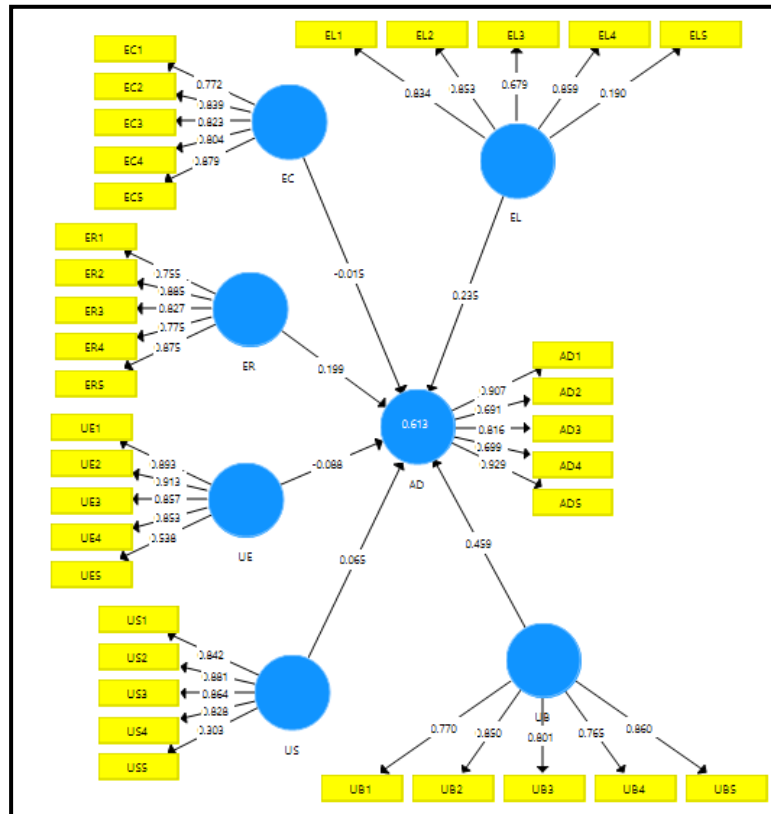 EC1
EC2
EC3
EC4
EC5
0.772
0.839
0.823
0.804
0.879
EC
EL1
EL2
EL3
EL4
EL5
0.834
0.853
0.679
0.859
0.190
EL
-0.015
0.235
ER1
ER2
ER3
ER4
ER5
0.755
0.885
0.827
0.775
0.875
ER
0.199
AD1
AD2
AD3
AD4
AD5
0.907
0.691
0.816
0.699
0.929
0.613
AD
UE1
UE2
UE3
UE4
UE5
0.893
0.913
0.857
0.853
0.538
UE
-0.088
0.065
0.459
US1
US2
US3
US4
US5
0.842
0.881
0.864
0.828
0.303
US
UB
0.770
0.850
0.801
0.765
0.860
UB1
UB2
UB3
UB4
UB5